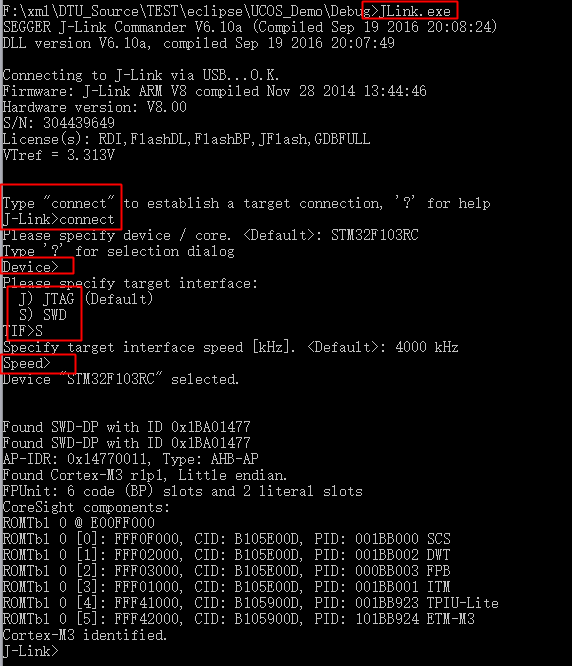 F:\xml\DTU_Source\TEST\eclipse\UCOS_Demo\Debug>JLink.exe
SEGGER J-Link Commander V6.10a (Compiled Sep 19 2016 20:08:24)
DLL version V6.10a, compiled Sep 19 2016 20:07:49
Connecting to J-Link via USB...O.K.
Firmware: J-Link ARM V8 compiled Nov 28 2014 13:44:46
Hardware version: V8.00
S/N: 304439649
License(s): RDI,FlashDL,FlashBP,JFlash,GDBFULL
VTref = 3.313V
Type "connect" to establish a target connection, '?' for help
J-Link>connect
Please specify device / core. <Default>: STM32F103RC
Type '?' for selection dialog
Device>
Please specify target interface:
J) JTAG (Default)
S) SWD
TIF>S
Specify target interface speed [kHz]. <Default>: 4000 kHz
Speed>
Device "STM32F103RC" selected.
Found SWD-DP with ID 0x1BA01477
Found SWD-DP with ID 0x1BA01477
AP-IDR: 0x14770011, Type: AHB-AP
Found Cortex-M3 r1p1, Little endian.
FPUnit: 6 code (BP) slots and 2 literal slots
CoreSight components:
ROMTbl 0 @ E00FF000
ROMTbl 0 [0]: FFF0F000, CID: B105E00D, PID: 001BB000 SCS
ROMTbl 0 [1]: FFF02000, CID: B105E00D, PID: 001BB002 DWT
ROMTbl 0 [2]: FFF03000, CID: B105E00D, PID: 000BB003 FPB
ROMTbl 0 [3]: FFF01000, CID: B105E00D, PID: 001BB001 ITM
ROMTbl 0 [4]: FFF41000, CID: B105900D, PID: 001BB923 TPIU-Lite
ROMTbl 0 [5]: FFF42000, CID: B105900D, PID: 101BB924 ETM-M3
Cortex-M3 identified.
J-Link>